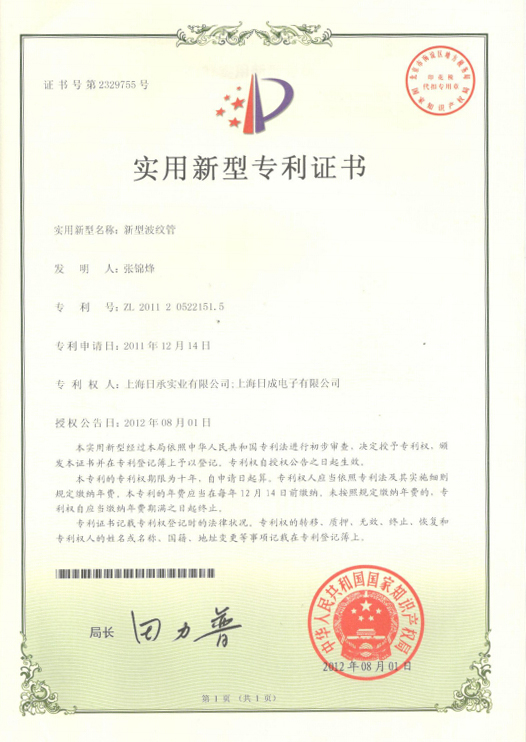 证书号第2329755号
印花税
代扣专用章
实用新型专利证书
实用新型名称：新型波纹管
发明人：张锦烽
专利号：ZL 2011 2 0522151.5
专利申请日：2011年12月14日
专利权人：上海日承实业有限公司;上海日成电子有限公司
授权公告日：2012年08月01日
本实用新型经过本局依照中华人民共和国专利法进行初步审查，决定授予专利权，颁
发本证书并在专利登记簿上予以登记。专利权自授权公告之日起生效。
本专利的专利权期限为十年，自申请日起算。专利权人应当依照专利法及其实施细则
规定缴纳年费。本专利的年费应当在每年12月14日前缴纳。未按照规定缴纳年费的，专利
权自应当缴纳年费期满之日起终止。
专利证书记载专利权登记时的法律状况。专利权的转移、质押、无效、终止、恢复和
专利权人的姓名或名称、国籍、地址变更等事项记载在专利登记簿上。
局长 田力普
中华人民共和国国家知识产权局
2012年08月01日
第1页（共1页）